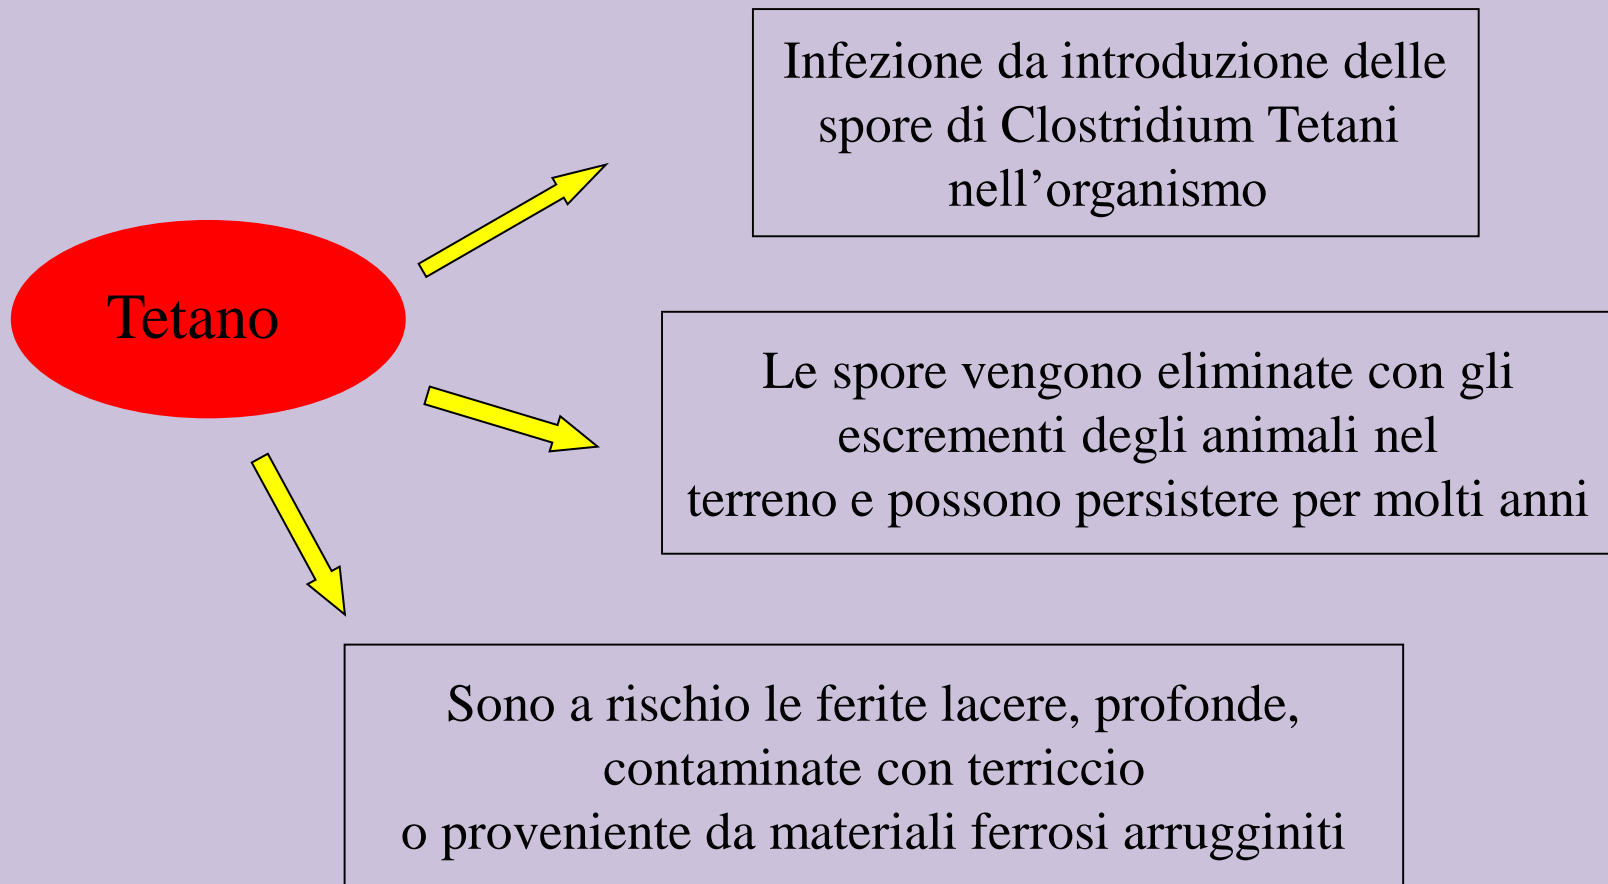 Infezione da introduzione delle
spore di Clostridium Tetani
nell’organismo
Tetano
Le spore vengono eliminate con gli
escrementi degli animali nel
terreno e possono persistere per molti anni
Sono a rischio le ferite lacere, profonde,
contaminate con terriccio
o proveniente da materiali ferrosi arrugginiti